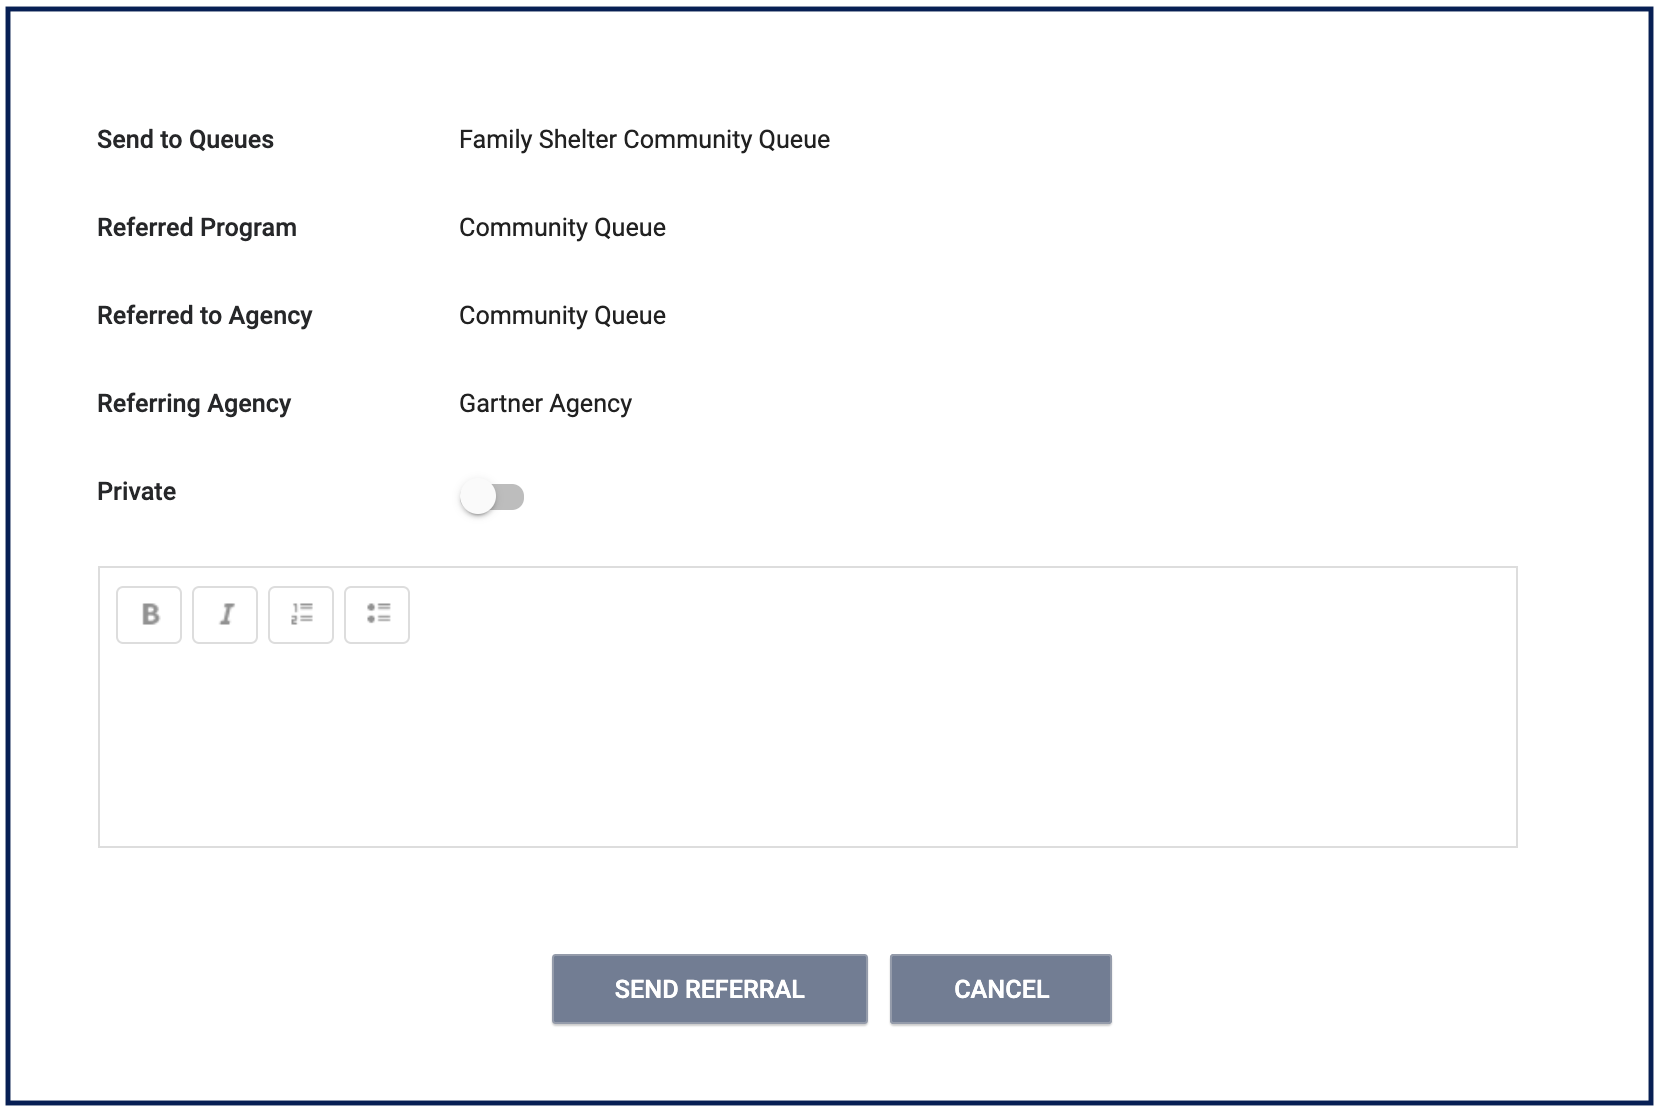 Send to Queues Family Shelter Community Queue
Referred Program Community Queue
Referred to Agency Community Queue
Referring Agency Gartner Agency
Private
B I
SEND REFERRAL CANCEL